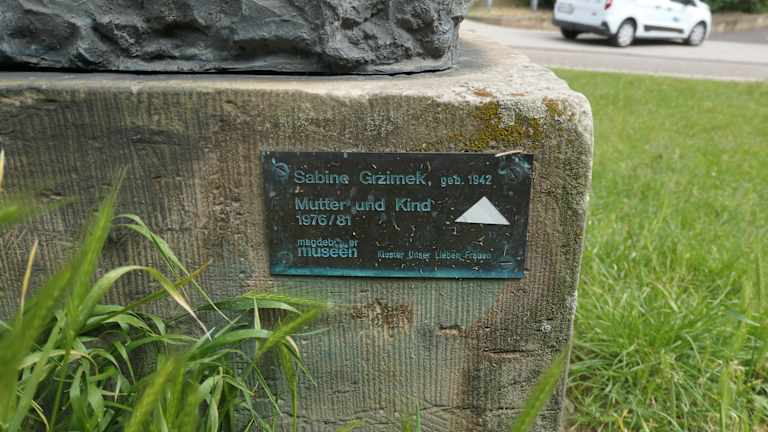 Sabine Grzimek, geb. 1942
Mutter und Kind
1976/81
magdeburger
museen
Kloster Unser Lieben Frauen